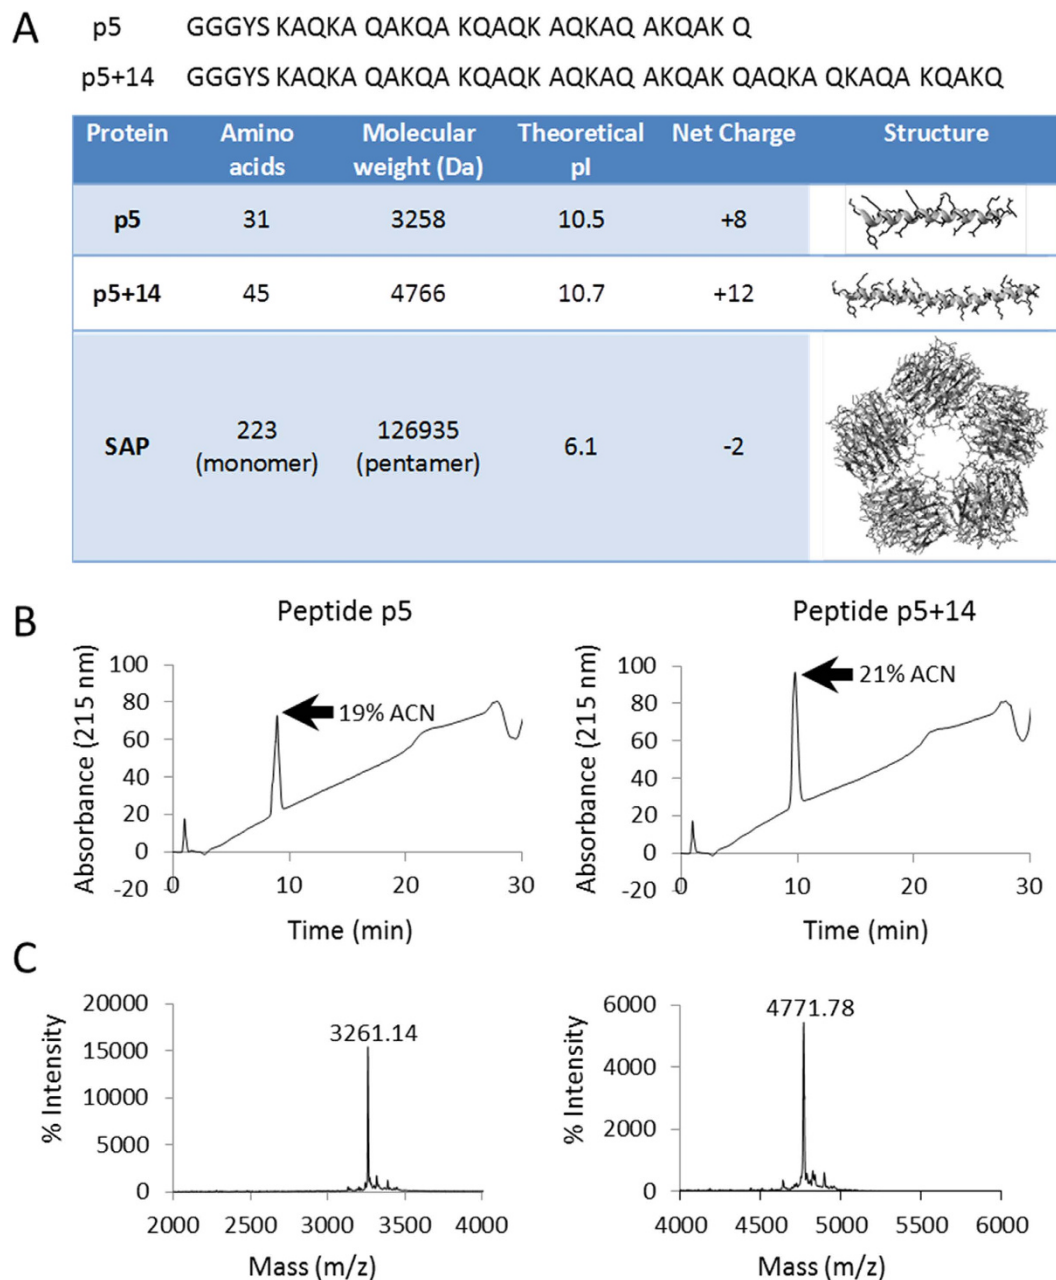 A
p5 GGGYS KAQKA QAKQA KQAQK AQKAQ AKQAK Q
p5+14 GGGYS KAQKA QAKQA KQAQK AQKAQ AKQAK QAQKA QKAQA KQAKQ
Protein Amino acids Molecular weight (Da) Theoretical pI Net Charge Structure
p5 31 3258 10.5 +8
p5+14 45 4766 10.7 +12
SAP 223 (monomer) 126935 (pentamer) 6.1 -2
B
Peptide p5
Absorbance (215 nm)
100
80
60
40
20
0
-20
19% ACN
0 10 20 30
Time (min)
Peptide p5+14
Absorbance (215 nm)
100
80
60
40
20
0
-20
21% ACN
0 10 20 30
Time (min)
C
% Intensity
20000
15000
10000
5000
0
3261.14
2000 2500 3000 3500 4000
Mass (m/z)
% Intensity
6000
4000
2000
0
4771.78
4000 4500 5000 5500 6000
Mass (m/z)